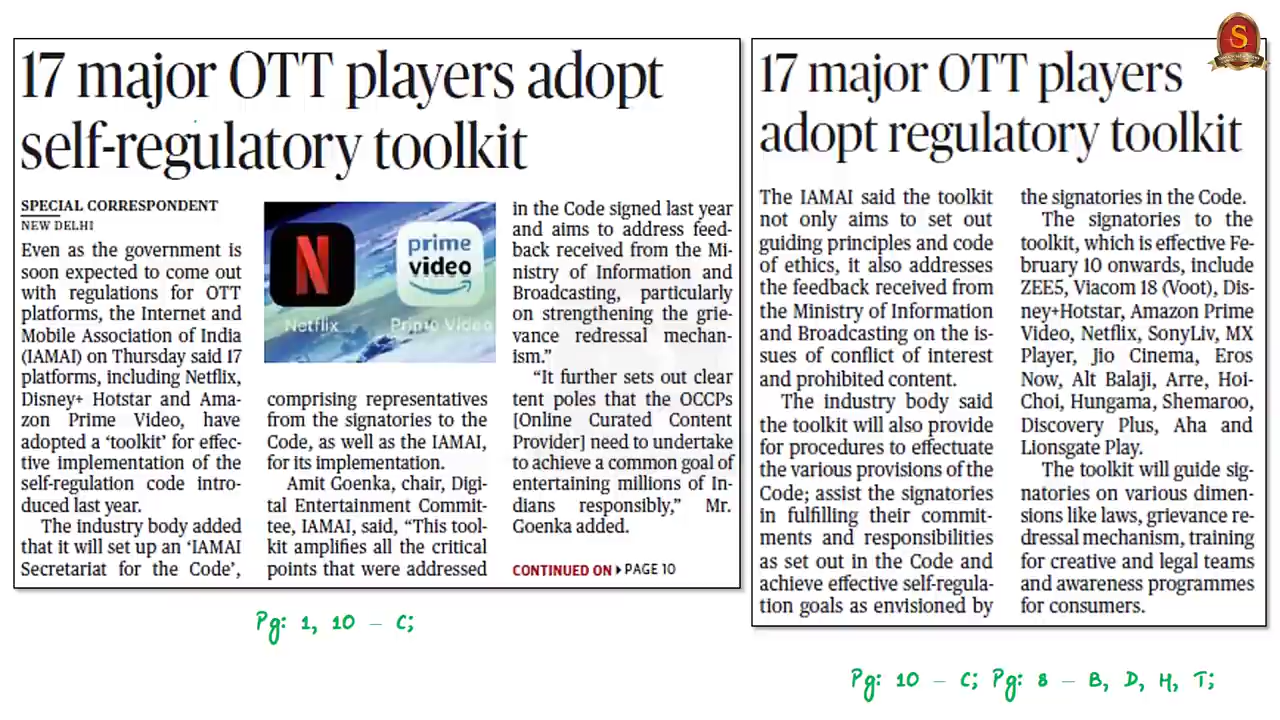 17 major OTT players adopt
self-regulatory toolkit
SPECIAL CORRESPONDENT
NEW DELHI
Even as the government is
soon expected to come out
with regulations for OTT
platforms, the Internet and
Mobile Association of India
(IAMAI) on Thursday said 17
platforms, including Netflix,
Disney+ Hotstar and Ama-
zon Prime Video, have
adopted a ‘toolkit’ for effec-
tive implementation of the
self-regulation code intro-
duced last year.
The industry body added
that it will set up an ‘IAMAI
Secretariat for the Code’,
N
prime
video
Netflix
Prime Video
comprising representatives
from the signatories to the
Code, as well as the IAMAI,
for its implementation.
Amit Goenka, chair, Digi-
tal Entertainment Commit-
tee, IAMAI, said, “This tool-
kit amplifies all the critical
points that were addressed
in the Code signed last year
and aims to address feed-
back received from the Mi-
nistry of Information and
Broadcasting, particularly
on strengthening the grie-
vance redressal mechan-
ism.”
“It further sets out clear
tent poles that the OCCPs
[Online Curated Content
Provider] need to undertake
to achieve a common goal of
entertaining millions of In-
dians responsibly,” Mr.
Goenka added.
CONTINUED ON PAGE 10
Pg: 1, 10 – C;
S
17 major OTT players
adopt regulatory toolkit
The IAMAI said the toolkit
not only aims to set out
guiding principles and code
of ethics, it also addresses
the feedback received from
the Ministry of Information
and Broadcasting on the is-
sues of conflict of interest
and prohibited content.
The industry body said
the toolkit will also provide
for procedures to effectuate
the various provisions of the
Code; assist the signatories
in fulfilling their commit-
ments and responsibilities
as set out in the Code and
achieve effective self-regula-
tion goals as envisioned by
the signatories in the Code.
The signatories to the
toolkit, which is effective Fe-
bruary 10 onwards, include
ZEE5, Viacom 18 (Voot), Dis-
ney+Hotstar, Amazon Prime
Video, Netflix, SonyLiv, MX
Player, Jio Cinema, Eros
Now, Alt Balaji, Arre, Hoi-
Choi, Hungama, Shemaroo,
Discovery Plus, Aha and
Lionsgate Play.
The toolkit will guide sig-
natories on various dimen-
sions like laws, grievance re-
dressal mechanism, training
for creative and legal teams
and awareness programmes
for consumers.
Pg: 10 – C; Pg: 8 – B, D, H, T;